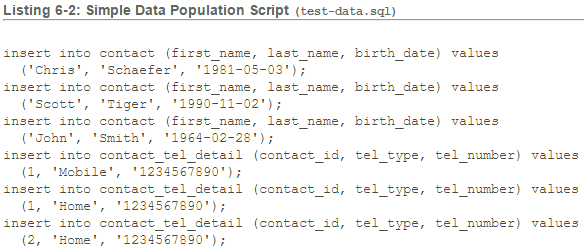 Listing 6-2: Simple Data Population Script (test-data.sql)
insert into contact (first_name, last_name, birth_date) values
('Chris', 'Schaefer', '1981-05-03');
insert into contact (first_name, last_name, birth_date) values
('Scott', 'Tiger', '1990-11-02');
insert into contact (first_name, last_name, birth_date) values
('John', 'Smith', '1964-02-28');
insert into contact_tel_detail (contact_id, tel_type, tel_number) values
(1, 'Mobile', '1234567890');
insert into contact_tel_detail (contact_id, tel_type, tel_number) values
(1, 'Home', '1234567890');
insert into contact_tel_detail (contact_id, tel_type, tel_number) values
(2, 'Home', '1234567890');